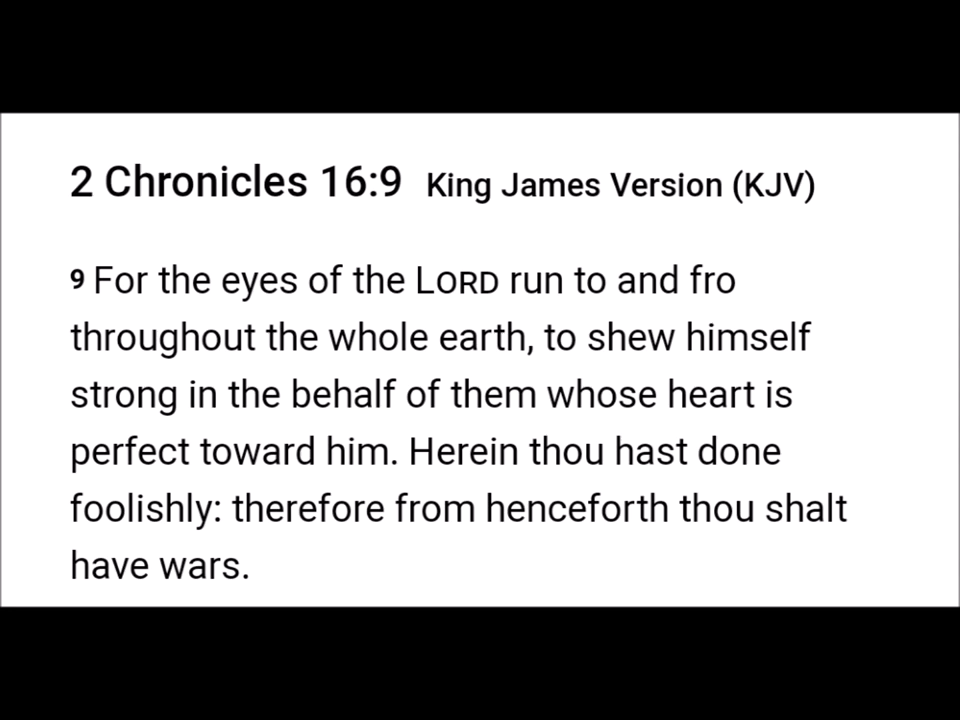 2 Chronicles 16:9 King James Version (KJV)
9 For the eyes of the LORD run to and fro
throughout the whole earth, to shew himself
strong in the behalf of them whose heart is
perfect toward him. Herein thou hast done
foolishly: therefore from henceforth thou shalt
have wars.